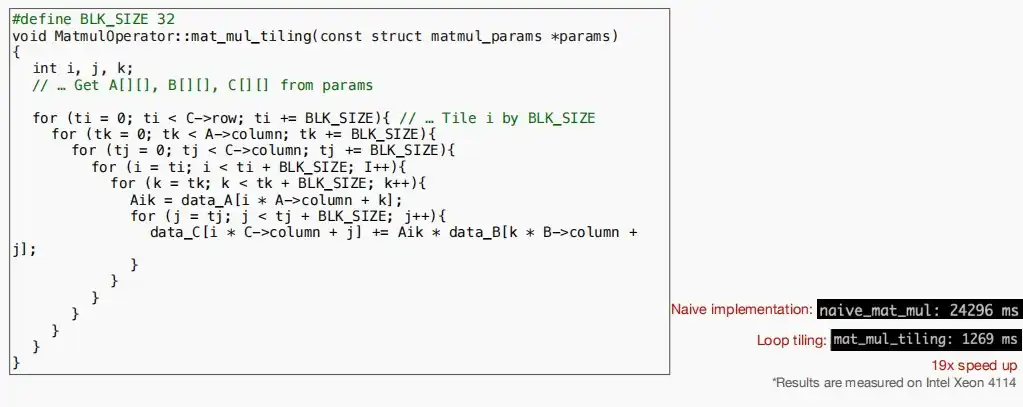 #define BLK_SIZE 32
void MatmulOperator::mat_mul_tiling(const struct matmul_params *params)
{
int i, j, k;
// … Get A[][], B[][], C[][] from params
for (ti = 0; ti < C->row; ti += BLK_SIZE){ // … Tile i by BLK_SIZE
for (tk = 0; tk < A->column; tk += BLK_SIZE){
for (tj = 0; tj < C->column; tj += BLK_SIZE){
for (i = ti; i < ti + BLK_SIZE; I++){
for (k = tk; k < tk + BLK_SIZE; k++){
Aik = data_A[i * A->column + k];
for (j = tj; j < tj + BLK_SIZE; j++){
data_C[i * C->column + j] += Aik * data_B[k * B->column +
j];
}
}
}
}
}
}
}
Naive implementation: naive_mat_mul: 24296 ms
Loop tiling: mat_mul_tiling: 1269 ms
19x speed up
*Results are measured on Intel Xeon 4114